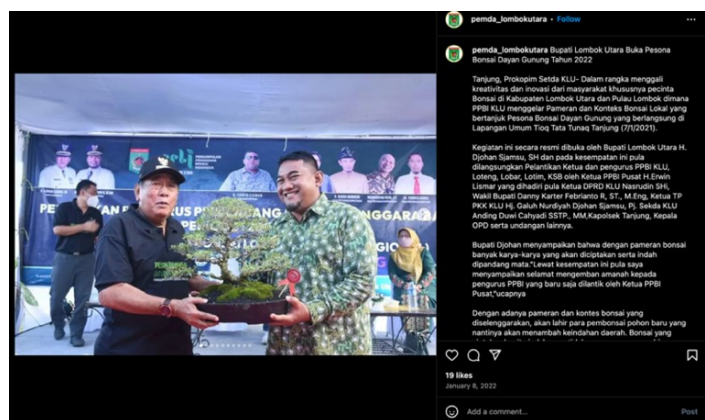 pemda_lombokutara • Follow
pemda_lombokutara Bupati Lombok Utara Buka Pesona
Bonsai Dayan Gunung Tahun 2022
Tanjung, Prokopim Setda KLU- Dalam rangka menggali
kreativitas dan inovasi dari masyarakat khususnya pecinta
Bonsai di Kabupaten Lombok Utara dan Pulau Lombok dimana
PPBI KLU menggelar Pameran dan Konteks Bonsai Lokal yang
bertanjuk Pesona Bonsai Dayan Gunung yang berlangsung di
Lapangan Umum Tioq Tata Tunaq Tanjung (7/1/2021).
Kegiatan ini secara resmi dibuka oleh Bupati Lombok Utara H.
Djohan Sjamsu, SH dan pada kesempatan ini pula
dilangsungkan Pelantikan Ketua dan pengurus PPBI KLU,
Loteng, Lobar, Lotim, KSB oleh Ketua PPBI Pusat H.Erwin
Lismar yang dihadiri pula Ketua DPRD KLU Nasrudin SHi,
Wakil Bupati Danny Karter Febrianto R, ST., M.Eng, Ketua TP
PKK KLU Hj. Galuh Nurdiyah Djohan Sjamsu, Pj. Sekda KLU
Anding Duwi Cahyadi SSTP., MM,Kapolsek Tanjung, Kepala
OPD serta undangan lainnya.
Bupati Djohan menyampaikan bahwa dengan pameran bonsai
banyak karya-karya yang akan diciptakan serta indah
dipandang mata."Lewat kesempatan ini pula saya
menyampaikan selamat mengemban amanah kepada
pengurus PPBI yang baru saja dilantik oleh Ketua PPBI
Pusat,"ucapnya
Dengan adanya pameran dan kontes bonsai yang
diselenggarakan, akan lahir para pembonsai pohon baru yang
nantinya akan menambah keindahan daerah. Bonsai yang
19 likes
January 8, 2022
Add a comment...
Post